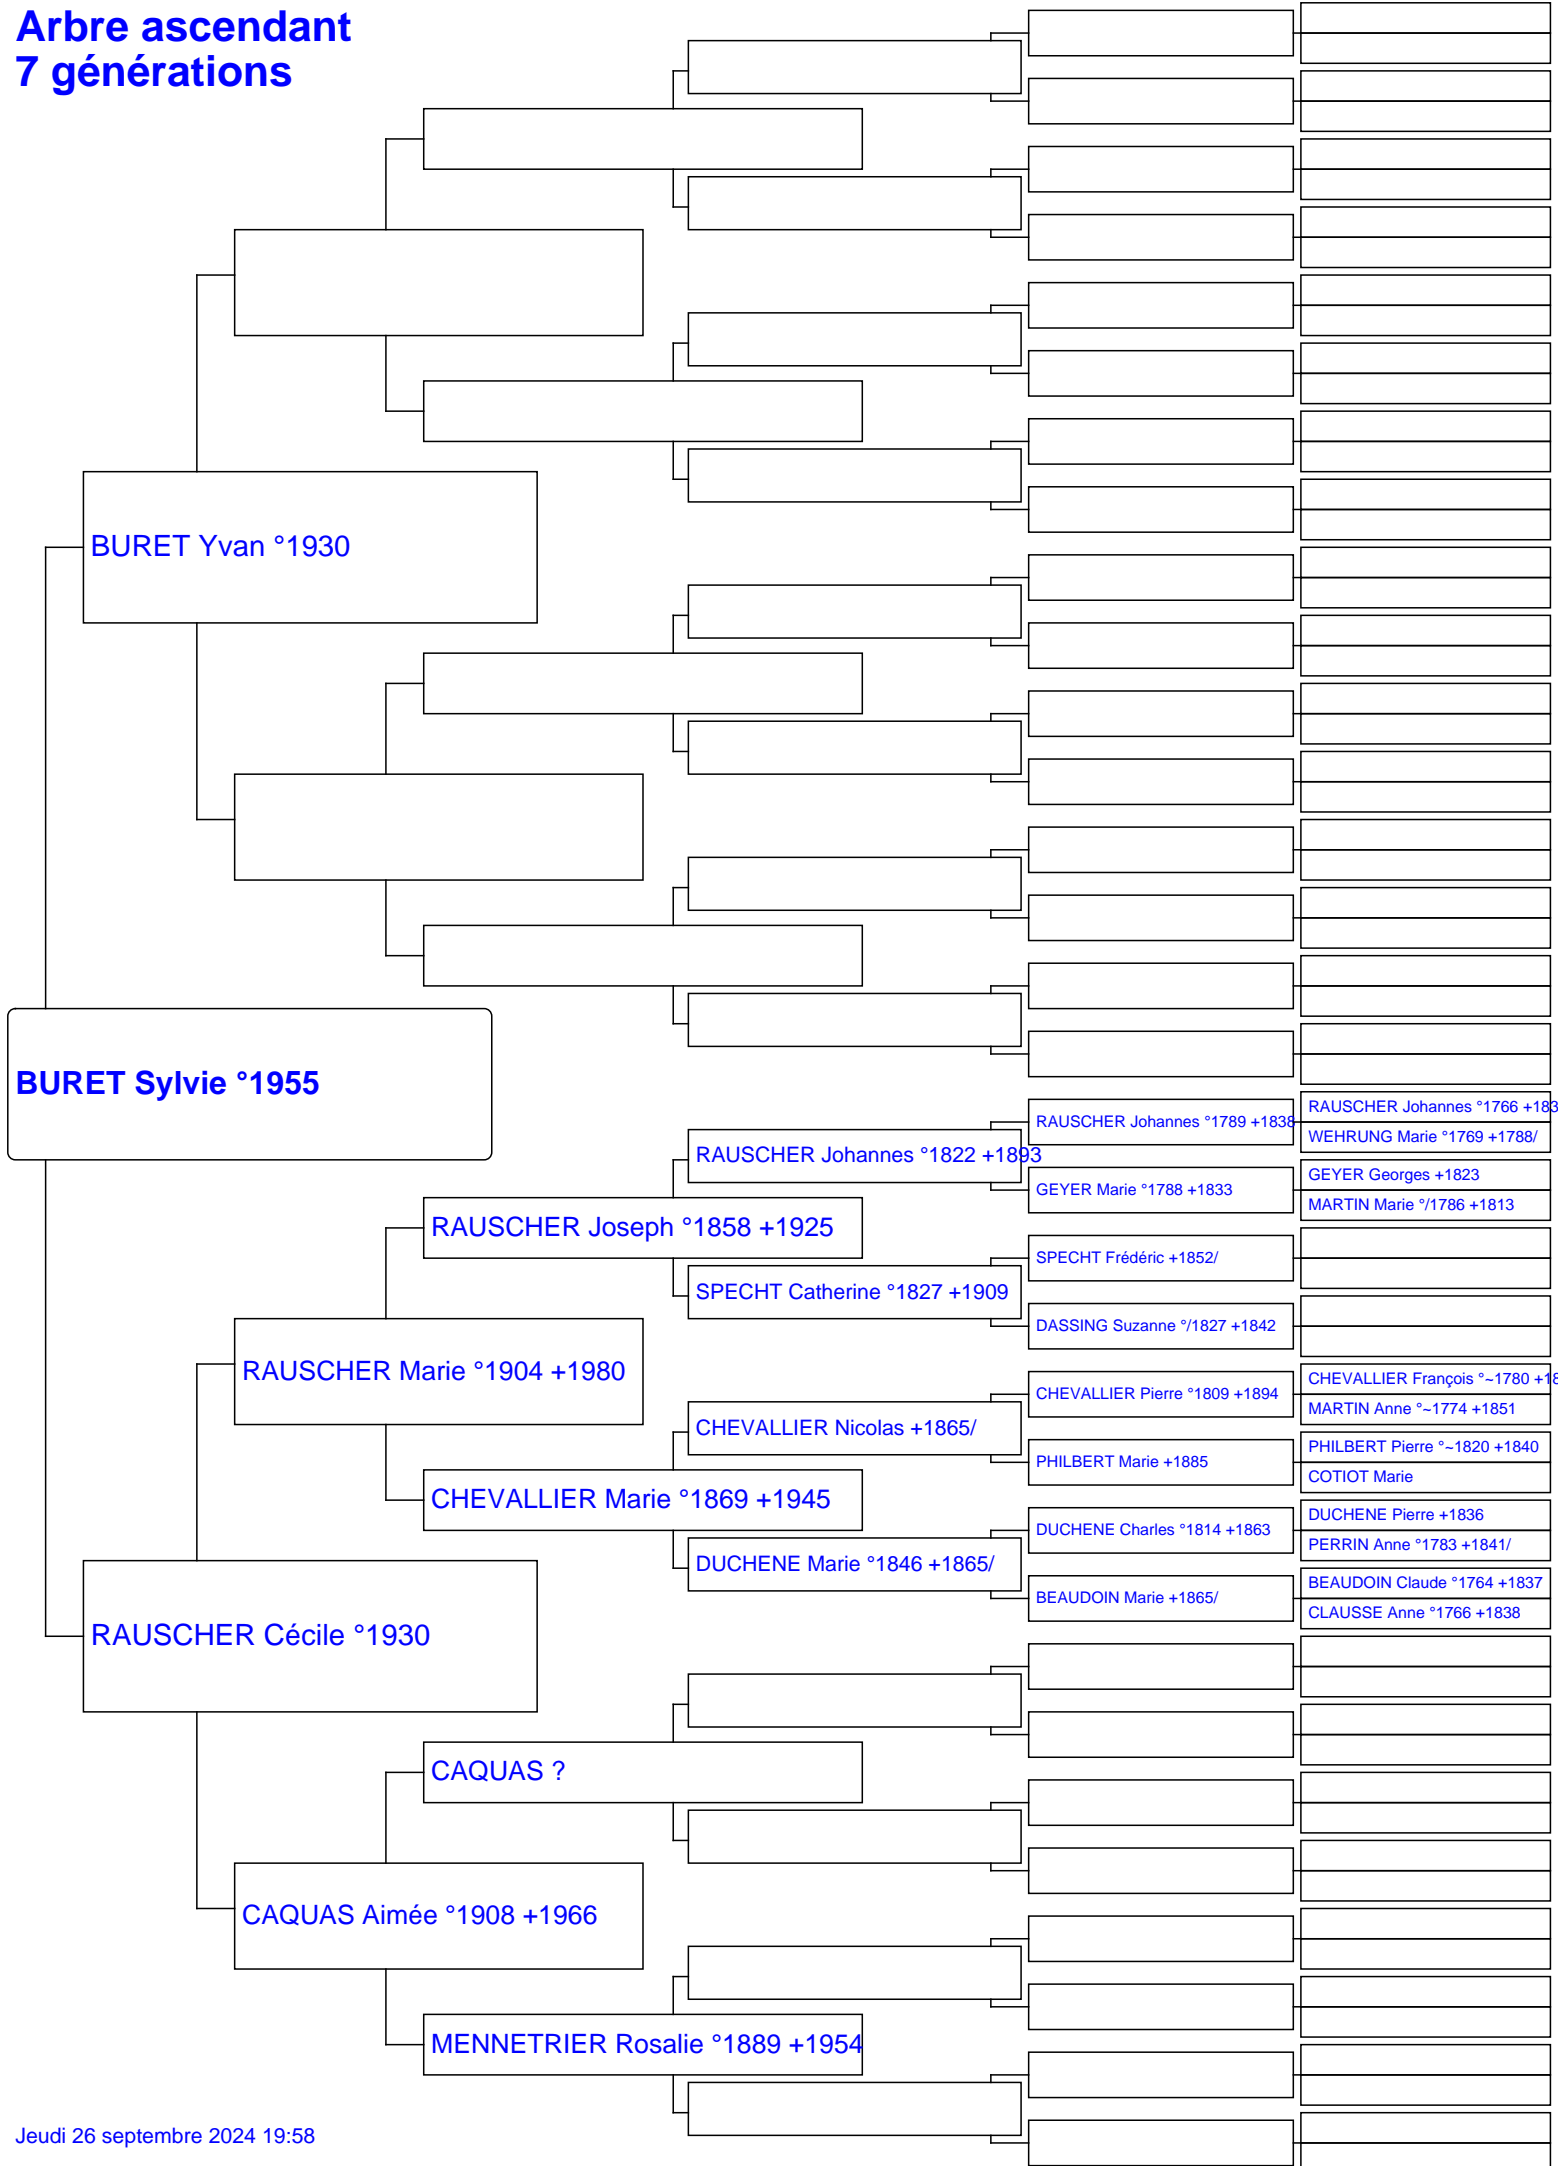 Arbre ascendant
7 générations
BURET Yvan °1930
BURET Sylvie °1955
RAUSCHER Johannes °1789 +1838
RAUSCHER Johannes °1766 +183
WEHRUNG Marie °1769 +1788/
RAUSCHER Johannes °1822 +1893
GEYER Marie °1788 +1833
GEYER Georges +1823
MARTIN Marie °/1786 +1813
RAUSCHER Joseph °1858 +1925
SPECHT Frédéric +1852/
SPECHT Catherine °1827 +1909
DASSING Suzanne °/1827 +1842
RAUSCHER Marie °1904 +1980
CHEVALLIER Pierre °1809 +1894
CHEVALLIER François °~1780 +18
MARTIN Anne °~1774 +1851
CHEVALLIER Nicolas +1865/
PHILBERT Marie +1885
PHILBERT Pierre °~1820 +1840
COTIOT Marie
CHEVALLIER Marie °1869 +1945
DUCHENE Charles °1814 +1863
DUCHENE Pierre +1836
PERRIN Anne °1783 +1841/
DUCHENE Marie °1846 +1865/
BEAUDOIN Marie +1865/
BEAUDOIN Claude °1764 +1837
CLAUSSE Anne °1766 +1838
RAUSCHER Cécile °1930
CAQUAS ?
CAQUAS Aimée °1908 +1966
MENNETRIER Rosalie °1889 +1954
Jeudi 26 septembre 2024 19:58